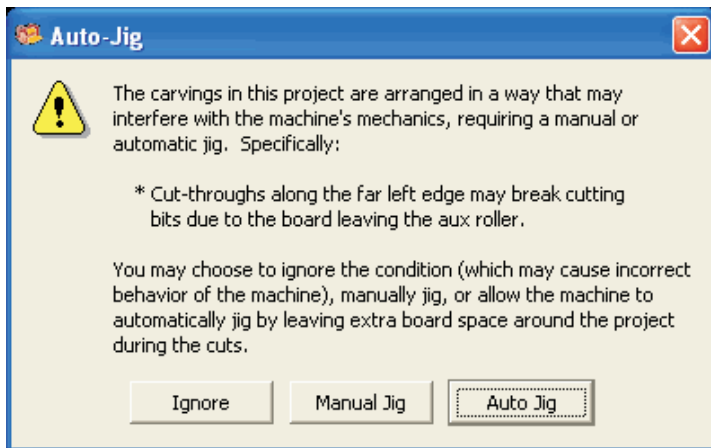 Auto-Jig
The carvings in this project are arranged in a way that may
interfere with the machine's mechanics, requiring a manual or
automatic jig.  Specifically:
* Cut-throughs along the far left edge may break cutting
bits due to the board leaving the aux roller.
You may choose to ignore the condition (which may cause incorrect
behavior of the machine), manually jig, or allow the machine to
automatically jig by leaving extra board space around the project
during the cuts.
Ignore
Manual Jig
Auto Jig